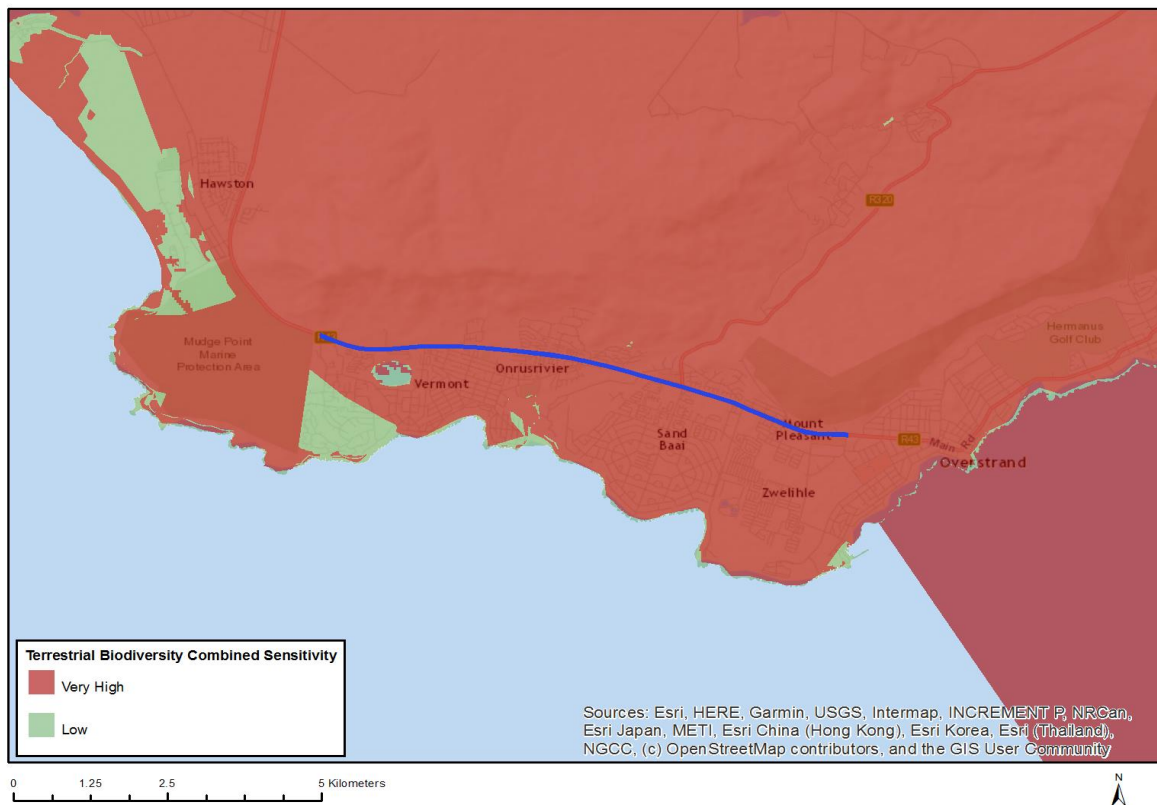 Hawston
R320
Hermanus
Golf Club
Mudge Point
Marine
Protection Area
Onrusrivier
Vermont
Mount
Pleasant
Sand
Baai
R43
Main Rd
Overstrand
Zwelihle
Terrestrial Biodiversity Combined Sensitivity
Very High
Low
Sources: Esri, HERE, Garmin, USGS, Intermap, INCREMENT P, NRCan,
Esri Japan, METI, Esri China (Hong Kong), Esri Korea, Esri (Thailand),
NGCC, (c) OpenStreetMap contributors, and the GIS User Community
0 1.25 2.5 5 Kilometers
N